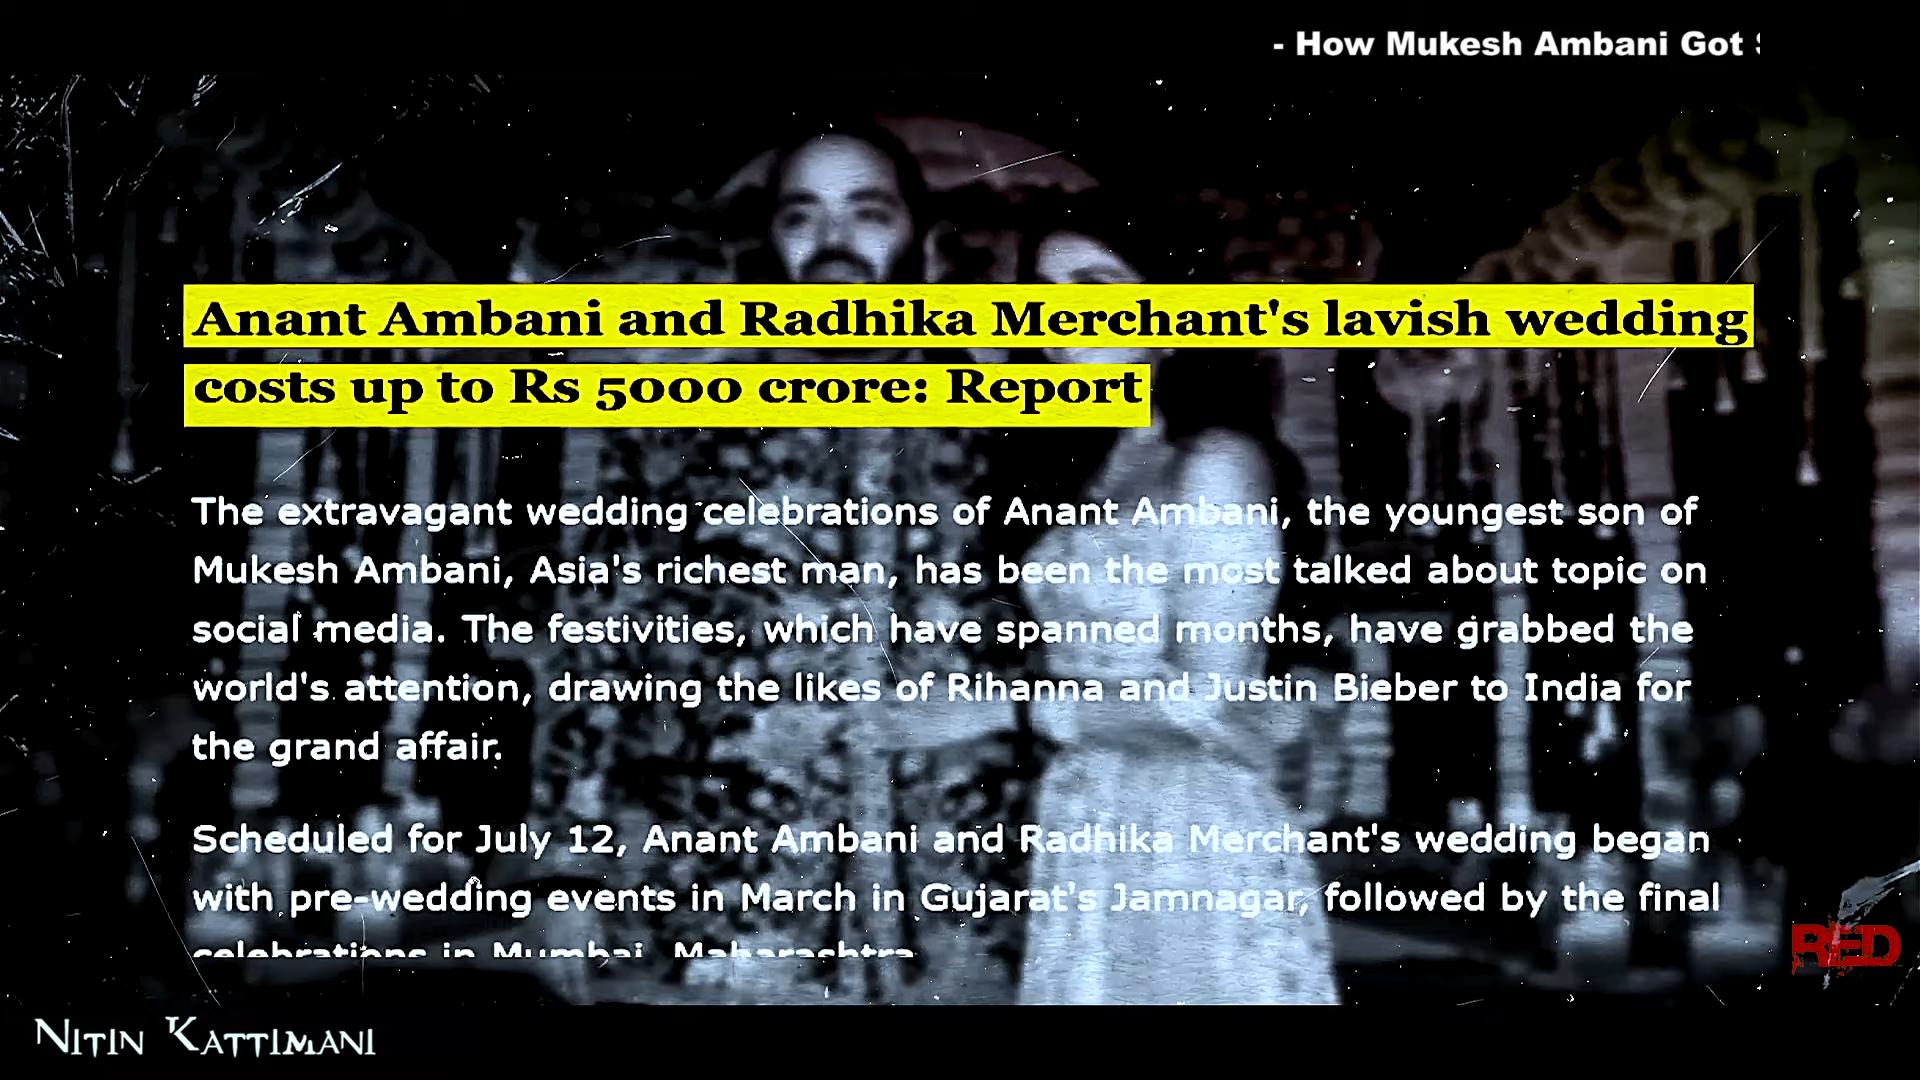 - How Mukesh Ambani Got
Anant Ambani and Radhika Merchant's lavish wedding
costs up to Rs 5000 crore: Report
The extravagant wedding celebrations of Anant Ambani, the youngest son of
Mukesh Ambani, Asia's richest man, has been the most talked about topic on
social media. The festivities, which have spanned months, have grabbed the
world's attention, drawing the likes of Rihanna and Justin Bieber to India for
the grand affair.
Scheduled for July 12, Anant Ambani and Radhika Merchant's wedding began
with pre-wedding events in March in Gujarat's Jamnagar, followed by the final
celebrations in Mumbai, Maharashtra
RED
NITIN KATTIMANI